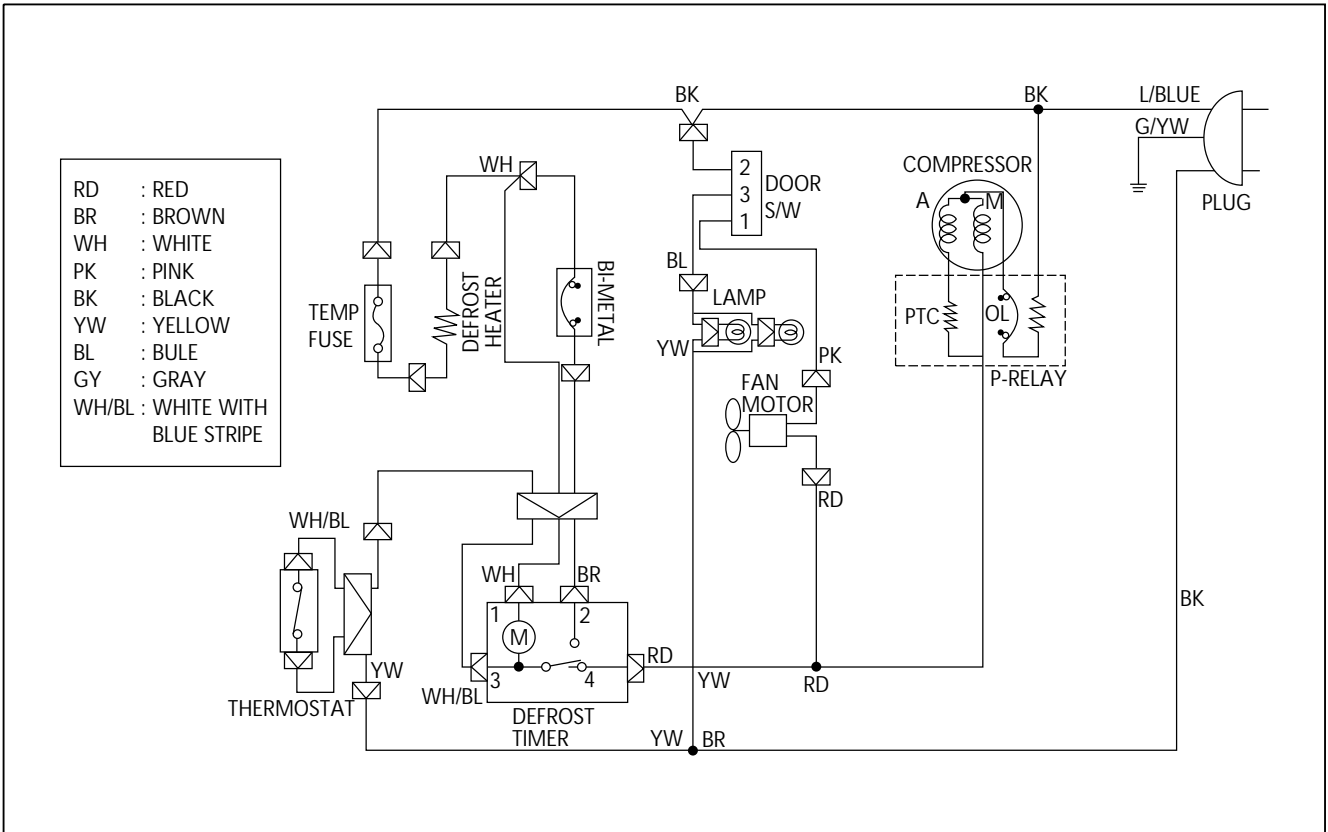 BK
BK
L/BLUE
G/YW
PLUG
RD : RED
BR : BROWN
WH : WHITE
PK : PINK
BK : BLACK
YW : YELLOW
BL : BULE
GY : GRAY
WH/BL : WHITE WITH
BLUE STRIPE
WH
TEMP
FUSE
DEFROST
HEATER
BI-METAL
2
3
1
DOOR
S/W
BL
LAMP
YW
COMPRESSOR
A
M
PTC
OL
P-RELAY
PK
FAN
MOTOR
RD
WH/BL
THERMOSTAT
YW
WH
BR
1
2
M
3
4
WH/BL
RD
DEFROST
TIMER
YW
RD
YW
BR
BK